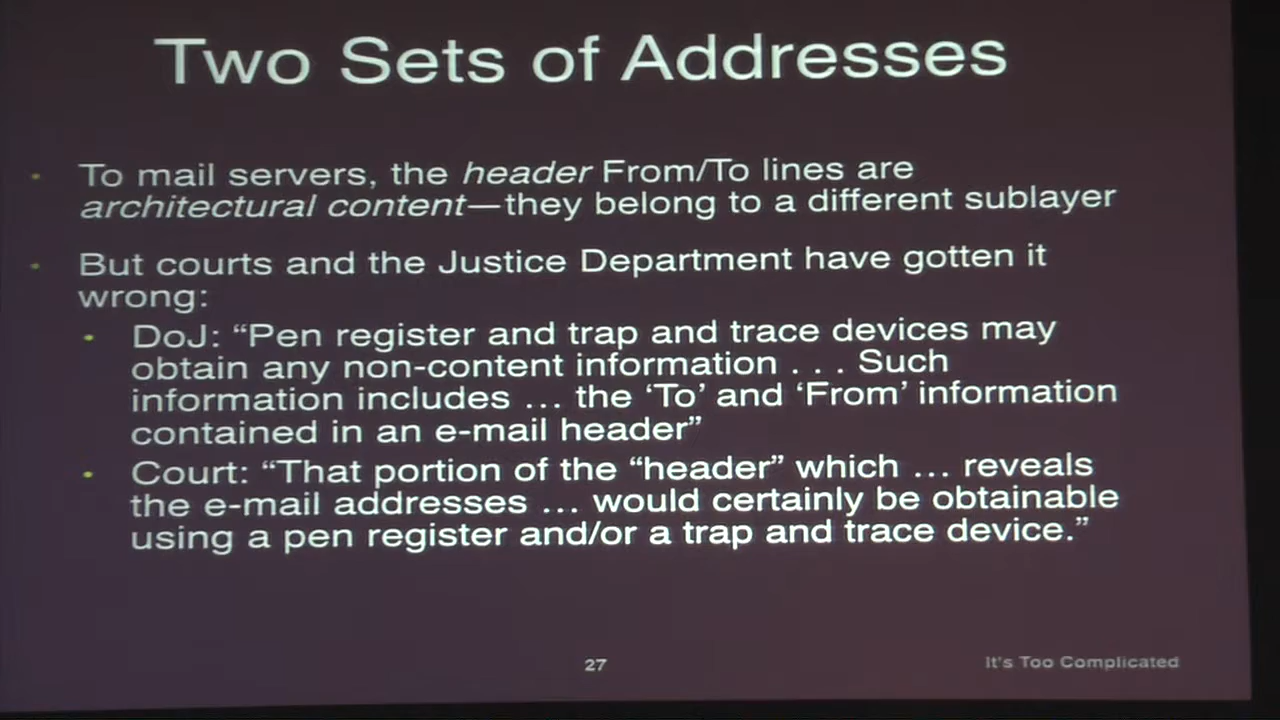 Two Sets of Addresses
• To mail servers, the header From/To lines are
architectural content—they belong to a different sublayer
• But courts and the Justice Department have gotten it
wrong:
• DoJ: “Pen register and trap and trace devices may
obtain any non-content information . . . Such
information includes … the ‘To’ and ‘From’ information
contained in an e-mail header”
• Court: “That portion of the “header” which … reveals
the e-mail addresses … would certainly be obtainable
using a pen register and/or a trap and trace device.”
27
It's Too Complicated